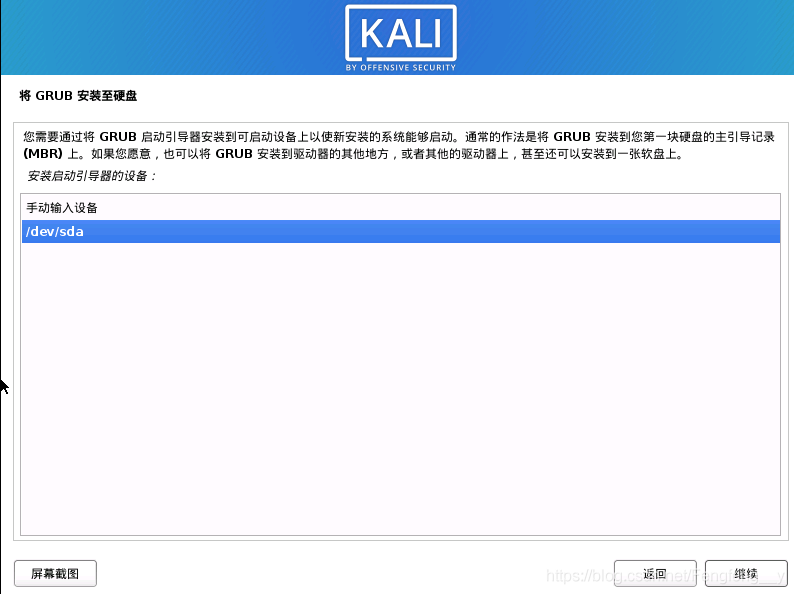 KALI
BY OFFENSIVE SECURITY
将 GRUB 安装至硬盘
您需要通过将 GRUB 启动引导器安装到可启动设备上以使新安装的系统能够启动。通常的作法是将 GRUB 安装到您第一块硬盘的主引导记录
(MBR) 上。如果您愿意，也可以将 GRUB 安装到驱动器的其他地方，或者其他的驱动器上，甚至还可以安装到一张软盘上。
安装启动引导器的设备：
手动输入设备
/dev/sda
屏幕截图
返回
继续